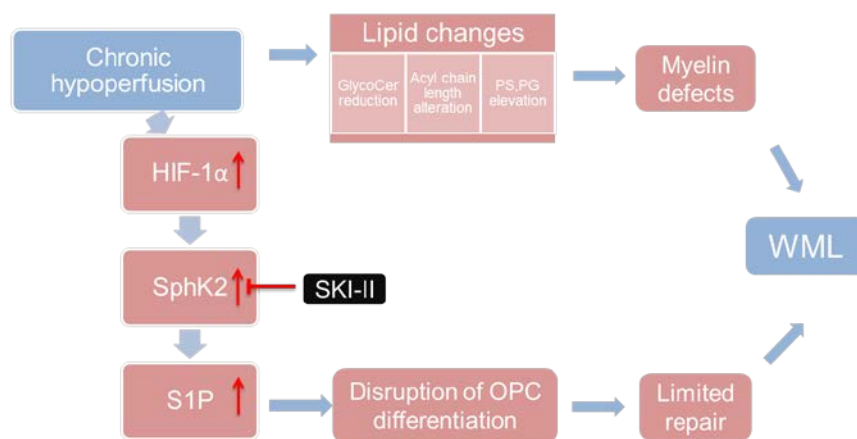 Chronic
hypoperfusion
Lipid changes
GlycoCer
reduction
Acyl chain
length
alteration
PS,PG
elevation
Myelin
defects
HIF-1α
SphK2
SKI-II
WML
S1P
Disruption of OPC
differentiation
Limited
repair